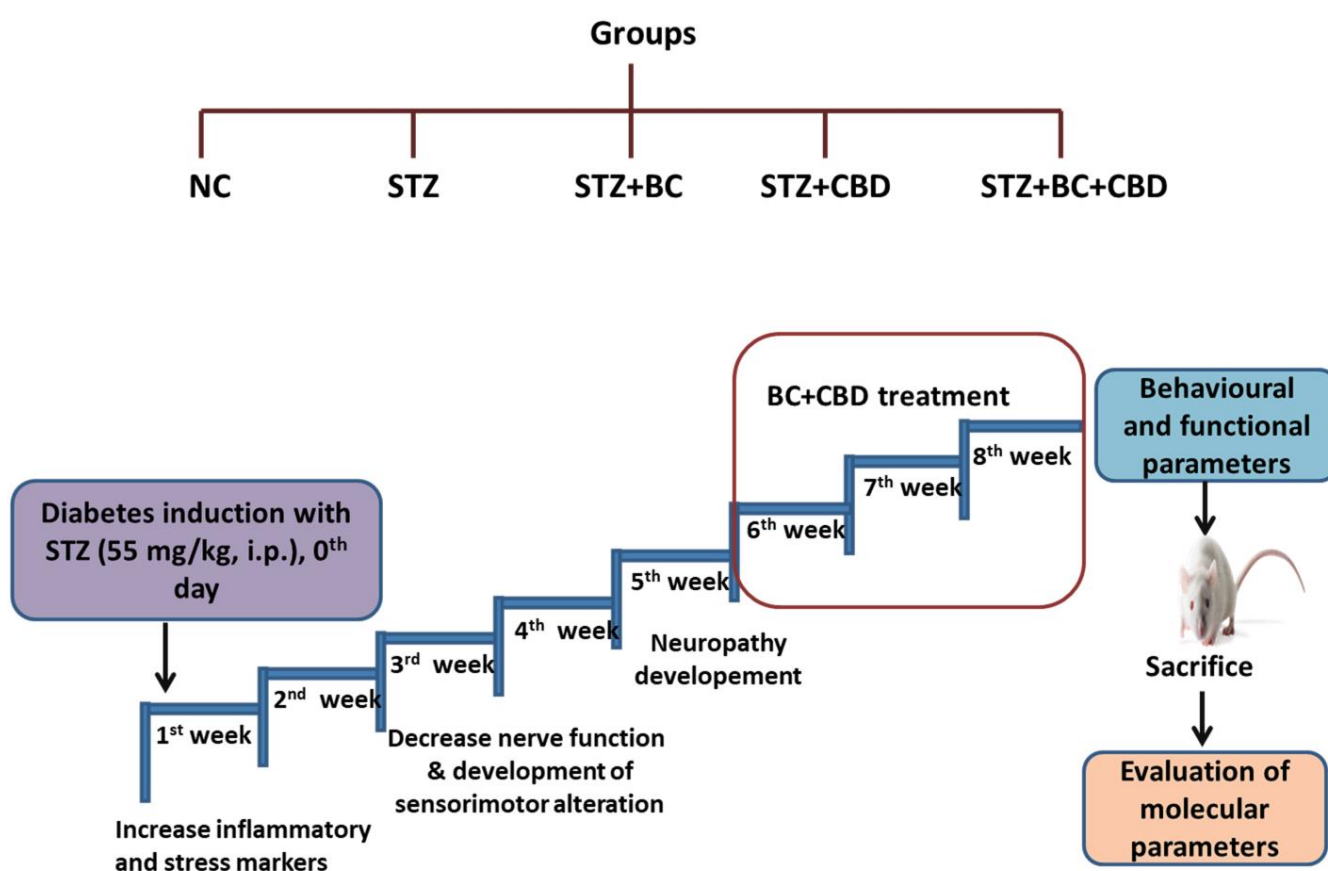 Groups
NC
STZ
STZ+BC
STZ+CBD
STZ+BC+CBD
Diabetes induction with
STZ (55 mg/kg, i.p.), 0th
day
1st week
2nd week
3rd week
4th week
5th week
6th week
7th week
8th week
BC+CBD treatment
Increase inflammatory
and stress markers
Decrease nerve function
& development of
sensorimotor alteration
Neuropathy
developement
Behavioural
and functional
parameters
Sacrifice
Evaluation of
molecular
parameters